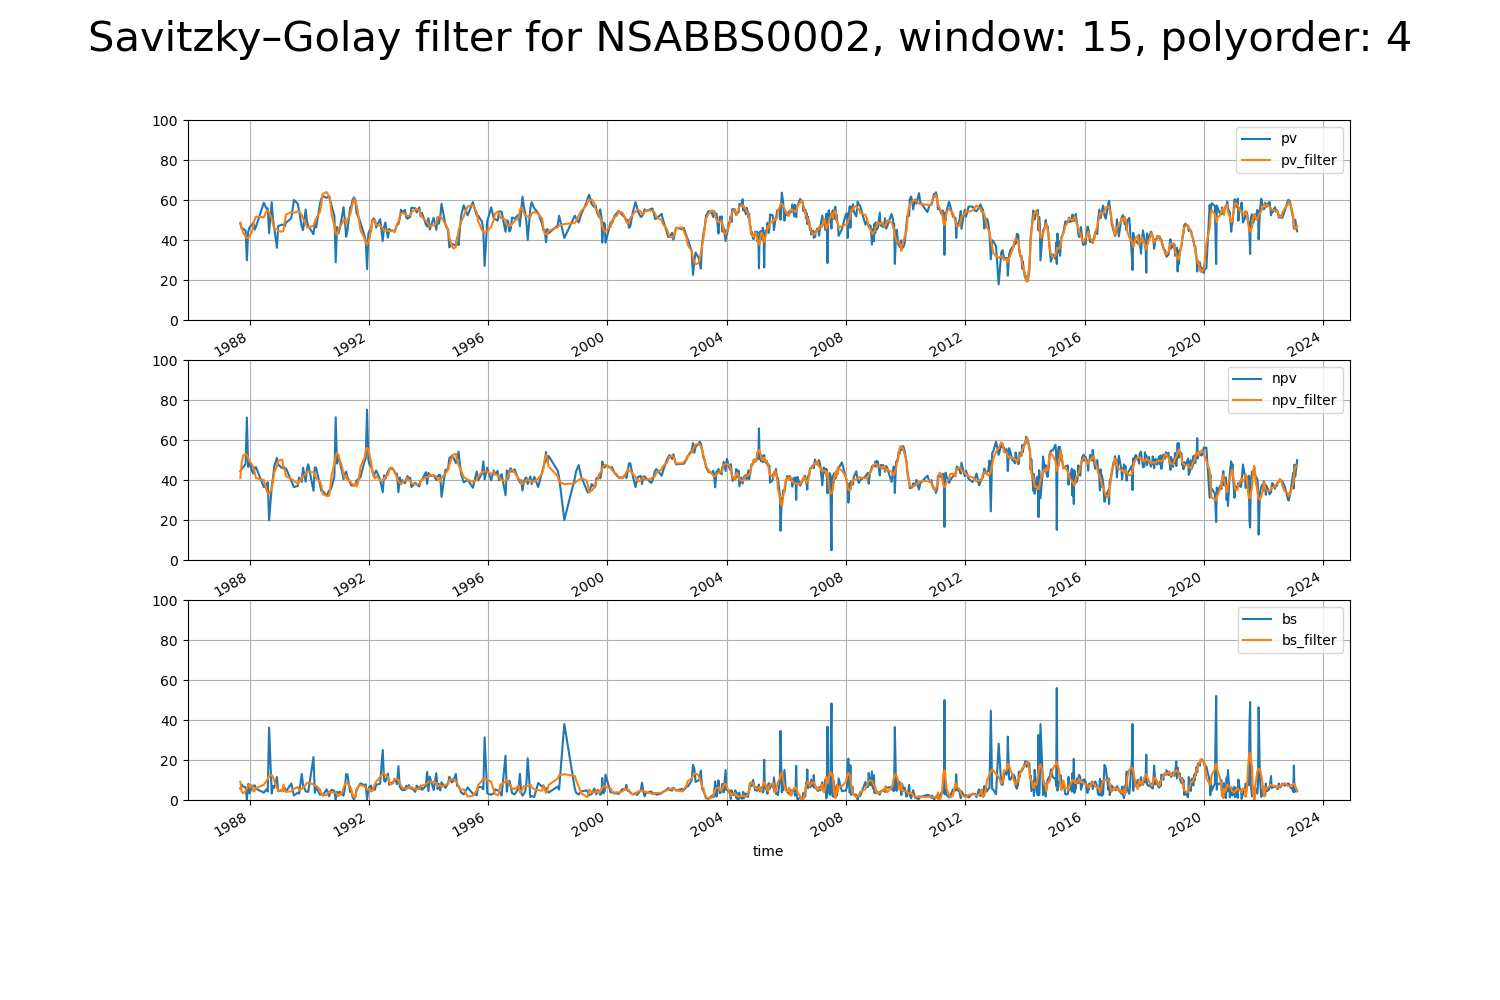 Savitzky–Golay filter for NSABBS0002, window: 15, polyorder: 4
100
80
60
40
20
0
pv
pv_filter
1988 1992 1996 2000 2004 2008 2012 2016 2020 2024
100
80
60
40
20
0
npv
npv_filter
1988 1992 1996 2000 2004 2008 2012 2016 2020 2024
100
80
60
40
20
0
bs
bs_filter
1988 1992 1996 2000 2004 2008 2012 2016 2020 2024
time